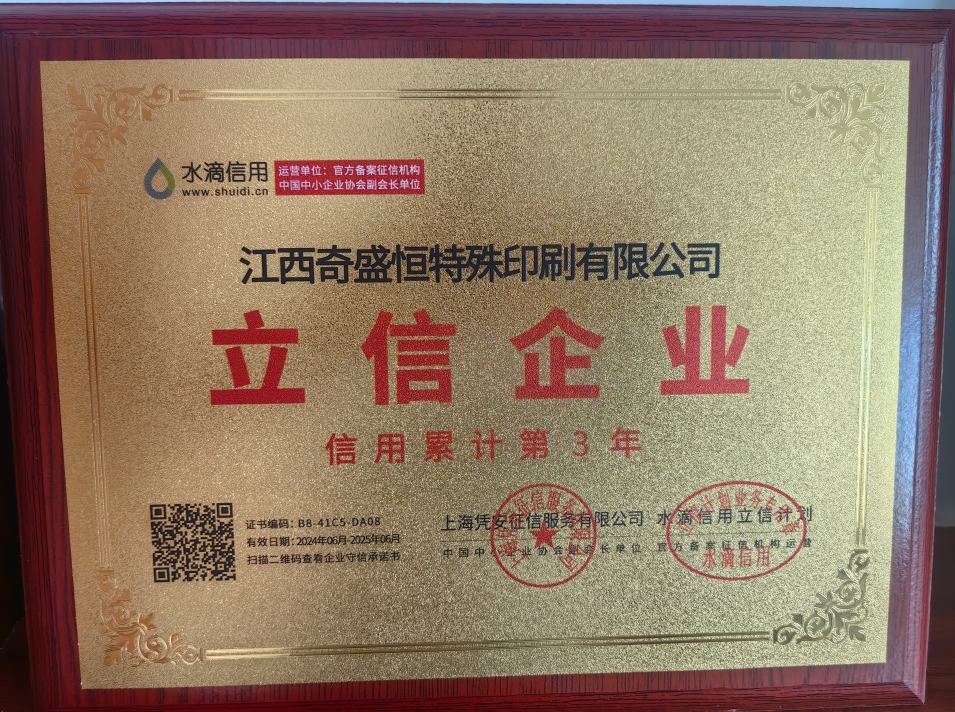 水滴信用
www.shuidi.cn
运营单位：官方备案征信机构
中国中小企业协会副会长单位
江西奇盛恒特殊印刷有限公司
立信企业
信用累计第3年
证书编码：B8-41C5-DA08
有效日期：2024年06月-2025年06月
扫描二维码查看企业守信承诺书
上海凭安征信服务有限公司
中国中小企业协会副会长单位
水滴信用立信计划
官方备案征信机构运营
水滴信用